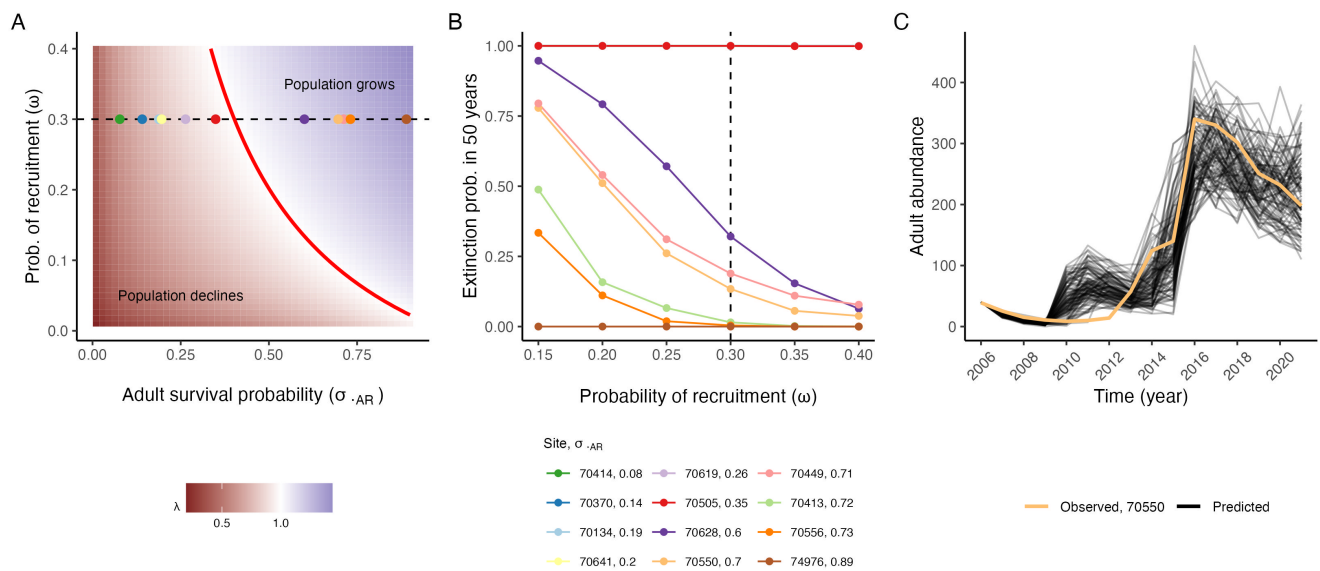 A
Prob. of recruitment (ω)
0.4
0.3
0.2
0.1
0.0
Population grows
Population declines
0.00 0.25 0.50 0.75
Adult survival probability (σ ·AR )
λ
0.5 1.0
B
Extinction prob. in 50 years
1.00
0.75
0.50
0.25
0.00
0.15 0.20 0.25 0.30 0.35 0.40
Probability of recruitment (ω)
Site, σ ·AR
70414, 0.08 70619, 0.26 70449, 0.71
70370, 0.14 70505, 0.35 70413, 0.72
70134, 0.19 70628, 0.6 70556, 0.73
70641, 0.2 70550, 0.7 74976, 0.89
C
Adult abundance
400
300
200
100
0
2006 2008 2010 2012 2014 2016 2018 2020
Time (year)
Observed, 70550 Predicted